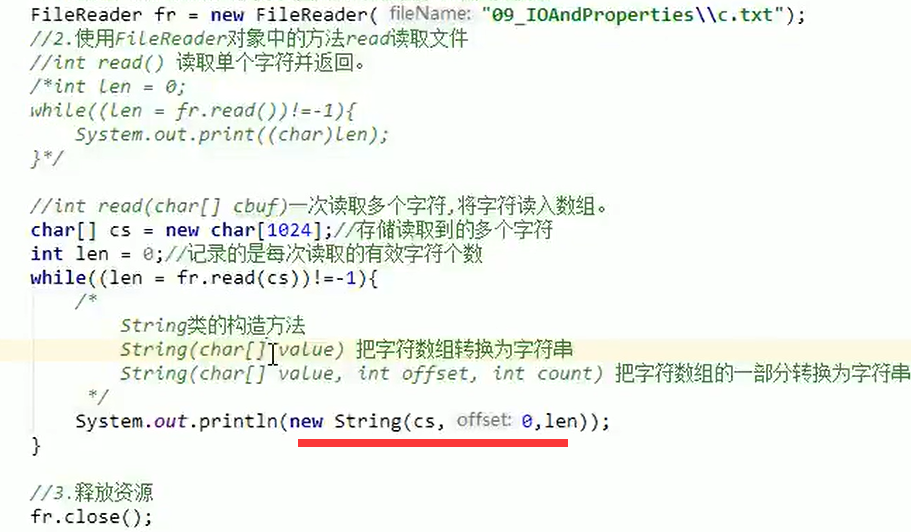 FileReader fr = new FileReader( fileName: "09_IOAndProperties\\c.txt");
//2.使用FileReader对象中的方法read读取文件
//int read() 读取单个字符并返回。
/*int len = 0;
while((len = fr.read())!=-1){
System.out.print((char)len);
}*/
//int read(char[] cbuf)一次读取多个字符,将字符读入数组。
char[] cs = new char[1024];//存储读取到的多个字符
int len = 0;//记录的是每次读取的有效字符个数
while((len = fr.read(cs))!=-1){
/*
String类的构造方法
String(char[] value) 把字符数组转换为字符串
String(char[] value, int offset, int count) 把字符数组的一部分转换为字符串
*/
System.out.println(new String(cs, offset: 0,len));
}
//3.释放资源
fr.close();